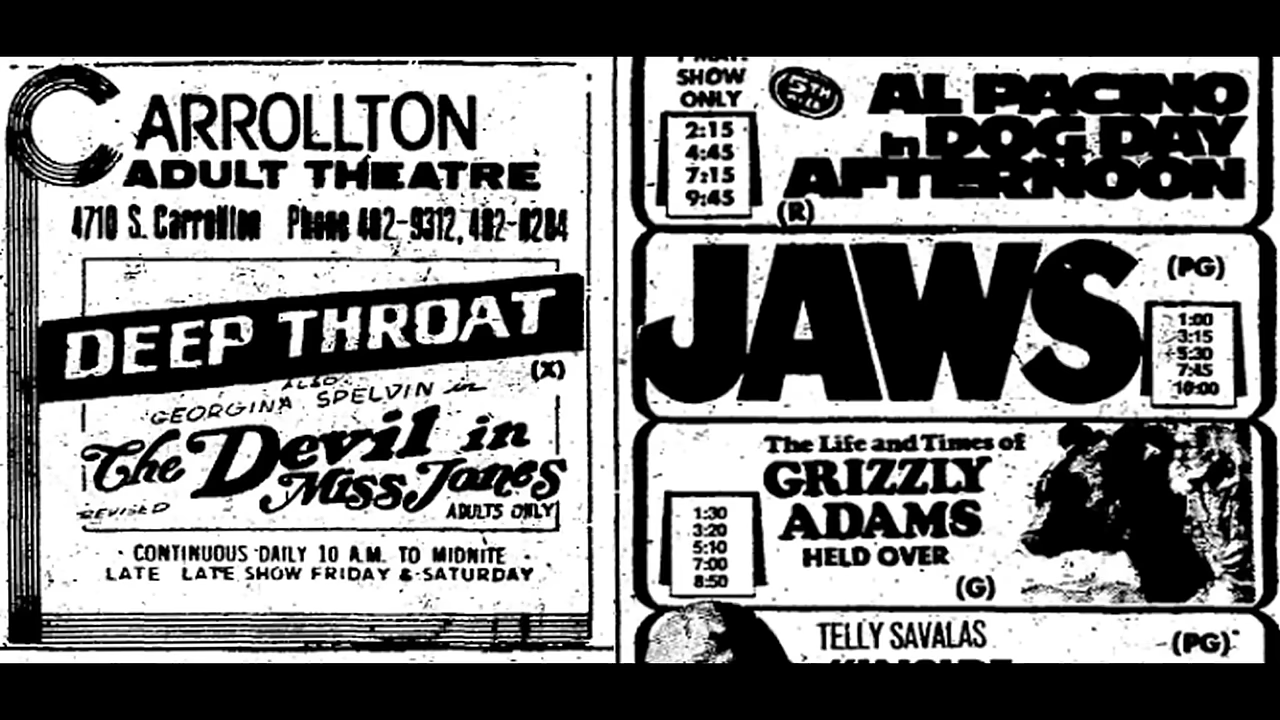 CARROLLTON
ADULT THEATRE
4710 S. Carrollton Phone 482-9312, 482-0284
DEEP THROAT
(X)
ALSO
GEORGINA SPELVIN in
The Devil in
Miss Jones
REVISED
ADULTS ONLY
· CONTINUOUS DAILY 10 A.M. TO MIDNITE ·
LATE LATE SHOW FRIDAY & SATURDAY
SHOW
ONLY
2:15
4:45
7:15
9:45
AL PACINO
in DOG DAY
AFTERNOON
(R)
JAWS
(PG)
1:00
3:15
5:30
7:45
10:00
The Life and Times of
GRIZZLY
ADAMS
HELD OVER
(G)
1:30
3:20
5:10
7:00
8:50
TELLY SAVALAS
(PG)